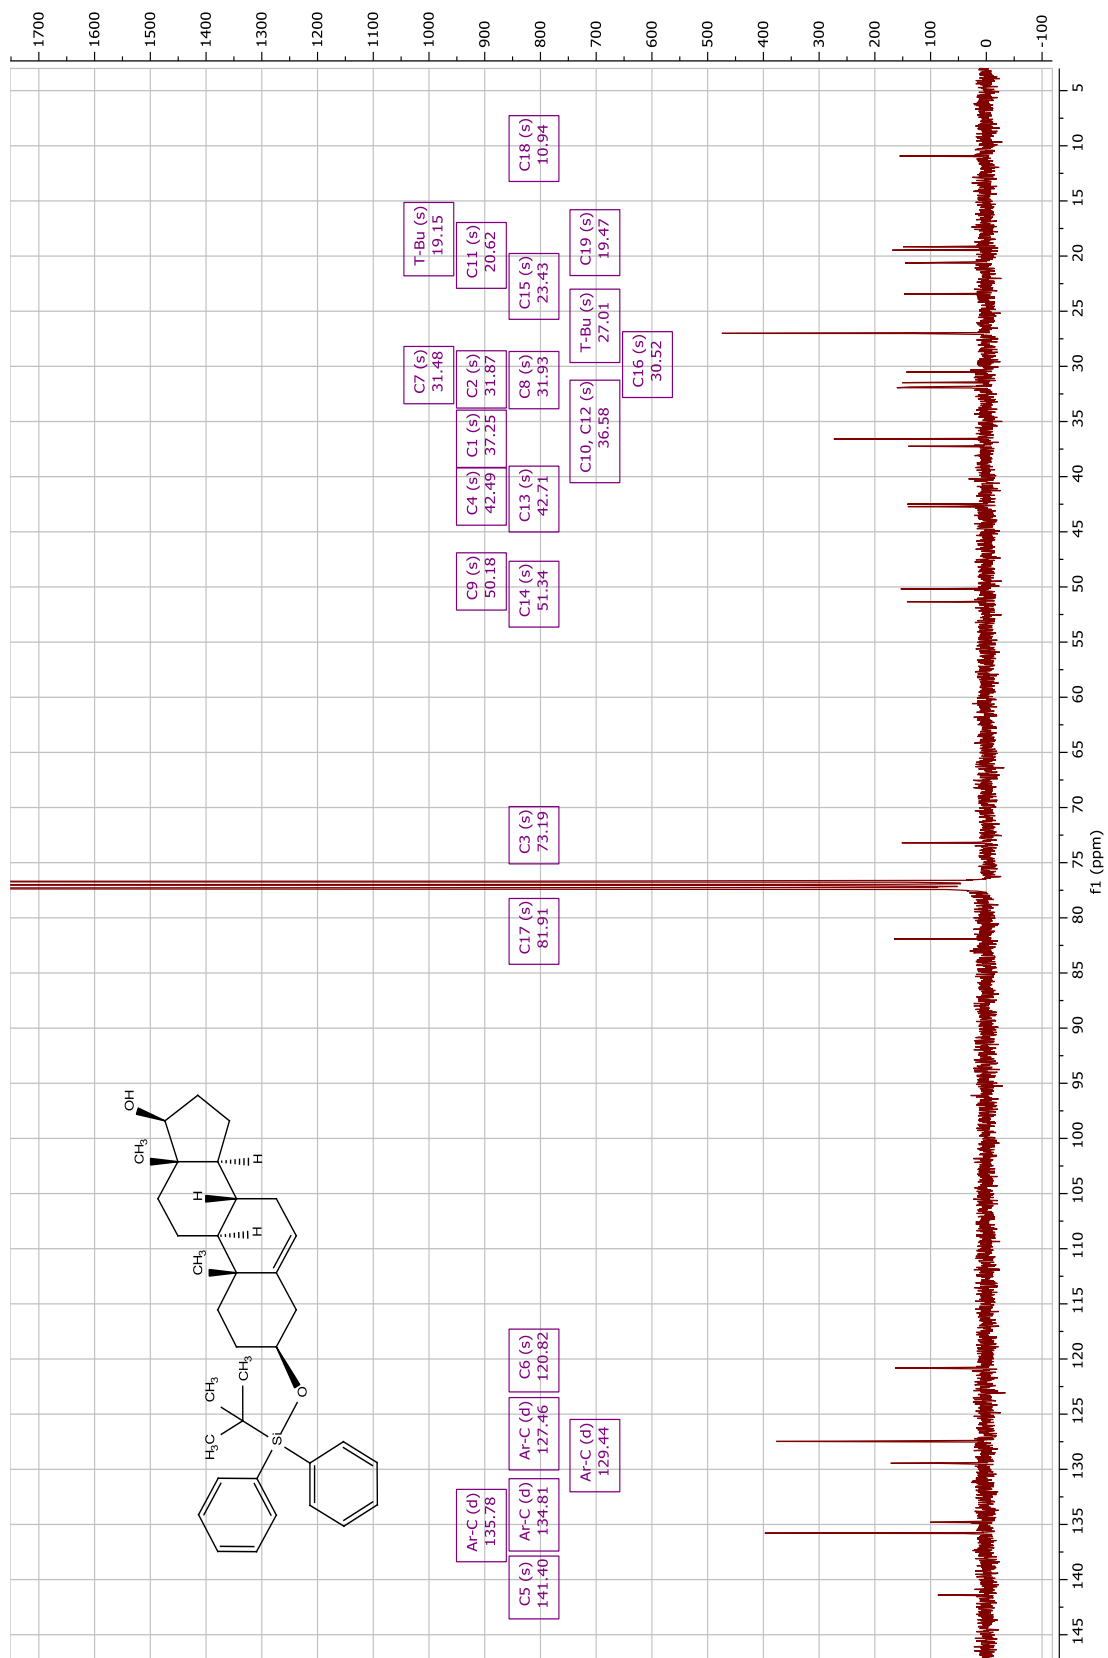 1700
1600
1500
1400
1300
1200
1100
1000
900
800
700
600
500
400
300
200
100
0
-100
T-Bu (s)
19.15
C7 (s)
31.48
C11 (s)
20.62
C2 (s)
31.87
C1 (s)
37.25
C4 (s)
42.49
C9 (s)
50.18
Ar-C (d)
135.78
C18 (s)
10.94
C15 (s)
23.43
C8 (s)
31.93
C13 (s)
42.71
C14 (s)
51.34
C3 (s)
73.19
C17 (s)
81.91
C6 (s)
120.82
Ar-C (d)
127.46
Ar-C (d)
134.81
C5 (s)
141.40
C19 (s)
19.47
T-Bu (s)
27.01
C10, C12 (s)
36.58
Ar-C (d)
129.44
C16 (s)
30.52
OH
CH3
H
H
H
CH3
CH3
CH3
H3C
Si
O
145
140
135
130
125
120
115
110
105
100
95
90
85
80
75
70
65
60
55
50
45
40
35
30
25
20
15
10
5
f1 (ppm)